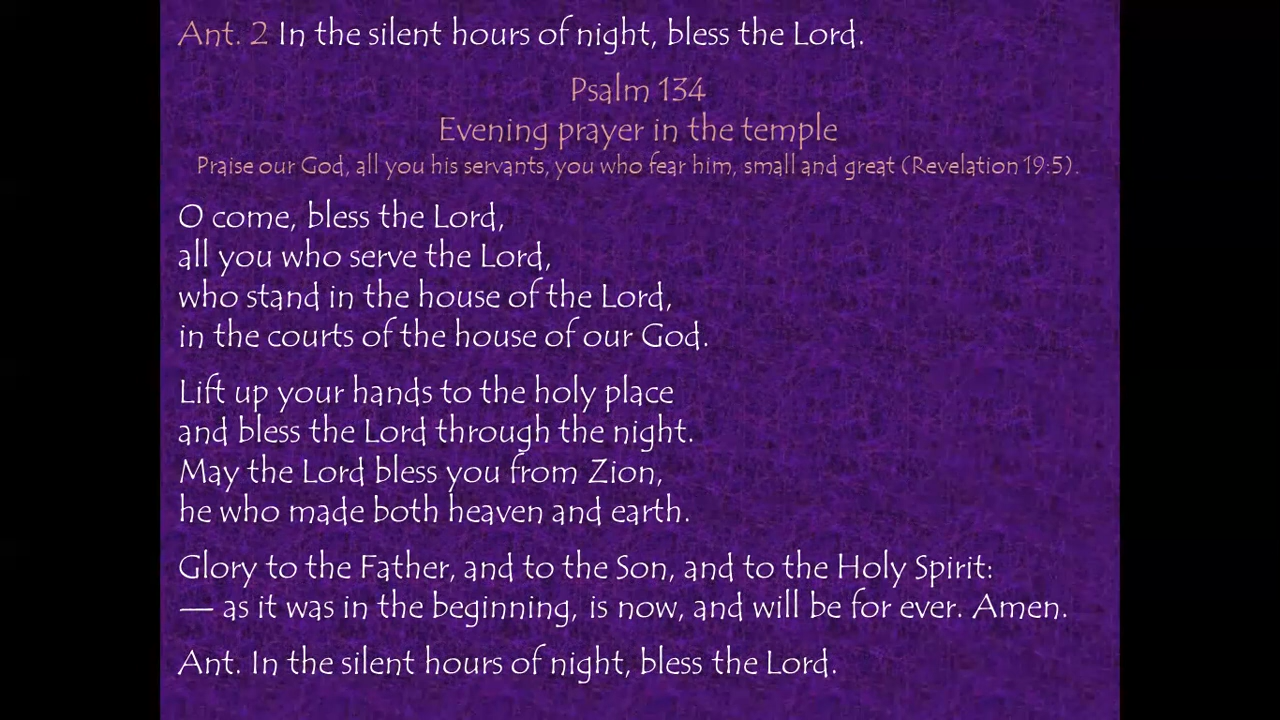 Ant. 2 In the silent hours of night, bless the Lord.
Psalm 134
Evening prayer in the temple
Praise our God, all you his servants, you who fear him, small and great (Revelation 19:5).
O come, bless the Lord,
all you who serve the Lord,
who stand in the house of the Lord,
in the courts of the house of our God.
Lift up your hands to the holy place
and bless the Lord through the night.
May the Lord bless you from Zion,
he who made both heaven and earth.
Glory to the Father, and to the Son, and to the Holy Spirit:
— as it was in the beginning, is now, and will be for ever. Amen.
Ant. In the silent hours of night, bless the Lord.